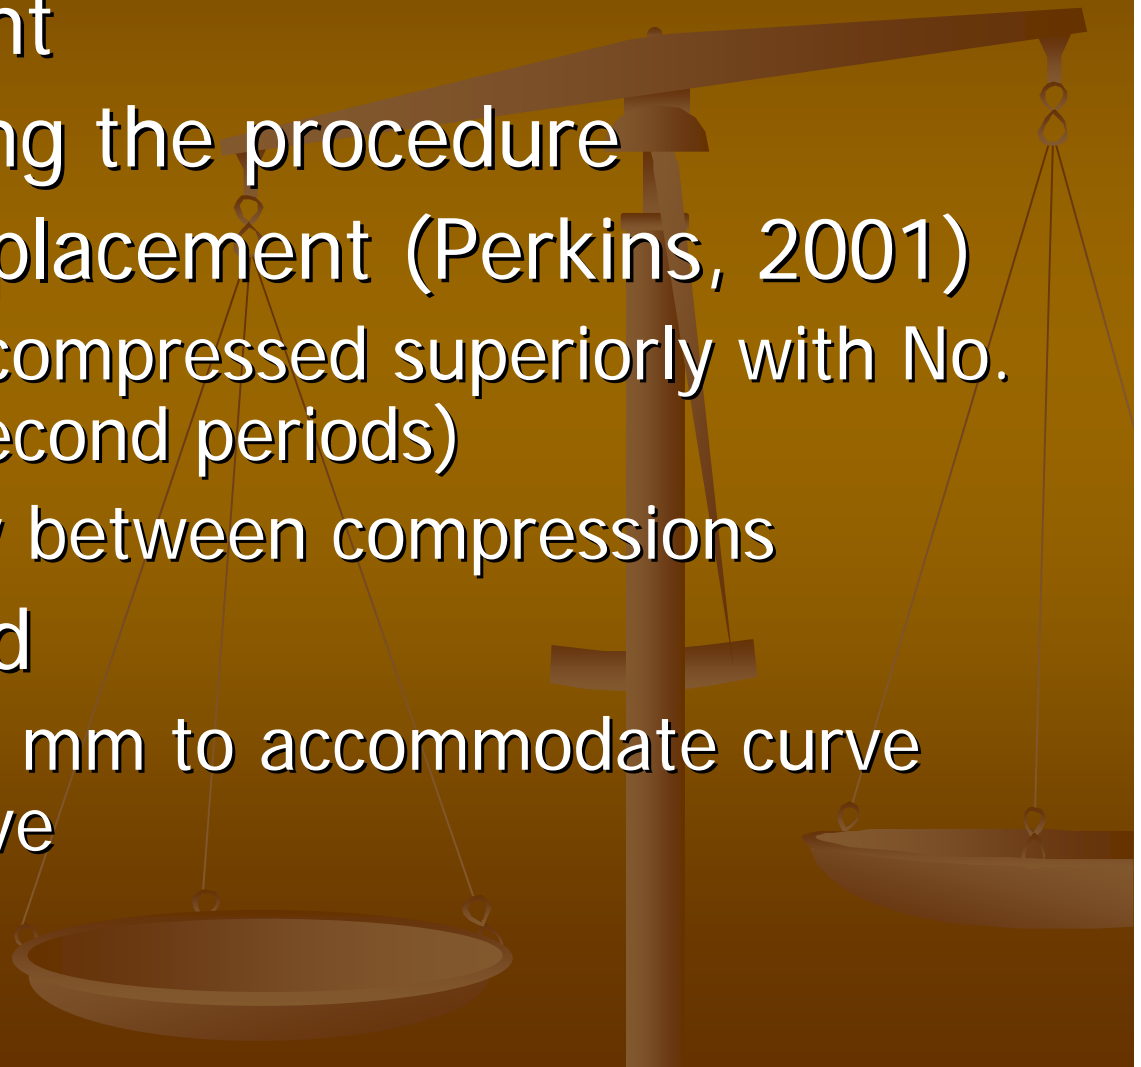 nt
ng the procedure
placement (Perkins, 2001)
compressed superiorly with No.
econd periods)
between compressions
d
mm to accommodate curve
ve